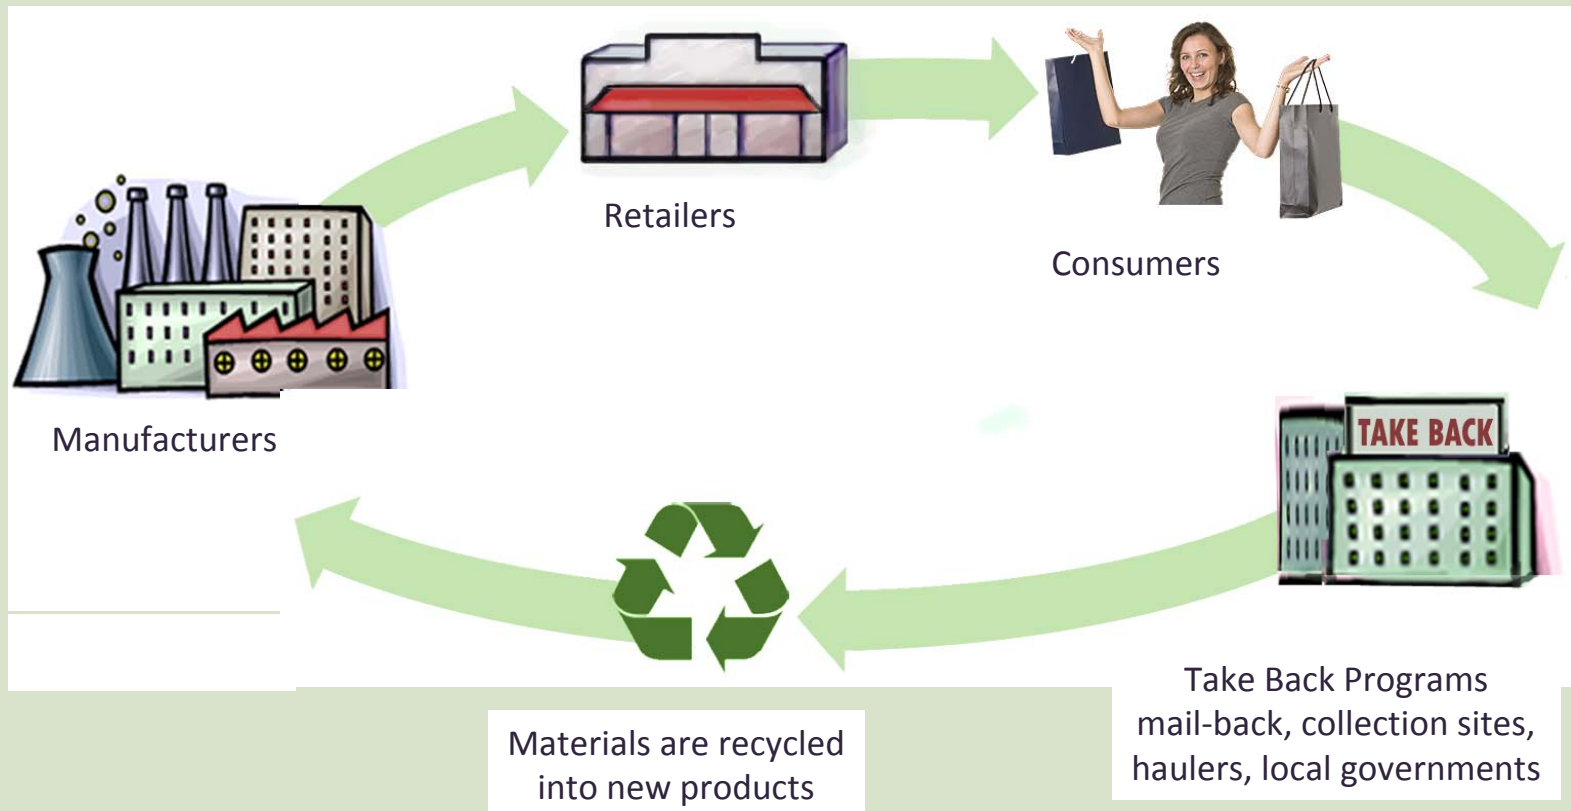 Retailers
Consumers
Manufacturers
TAKE BACK
Take Back Programs
mail-back, collection sites,
haulers, local governments
Materials are recycled
into new products